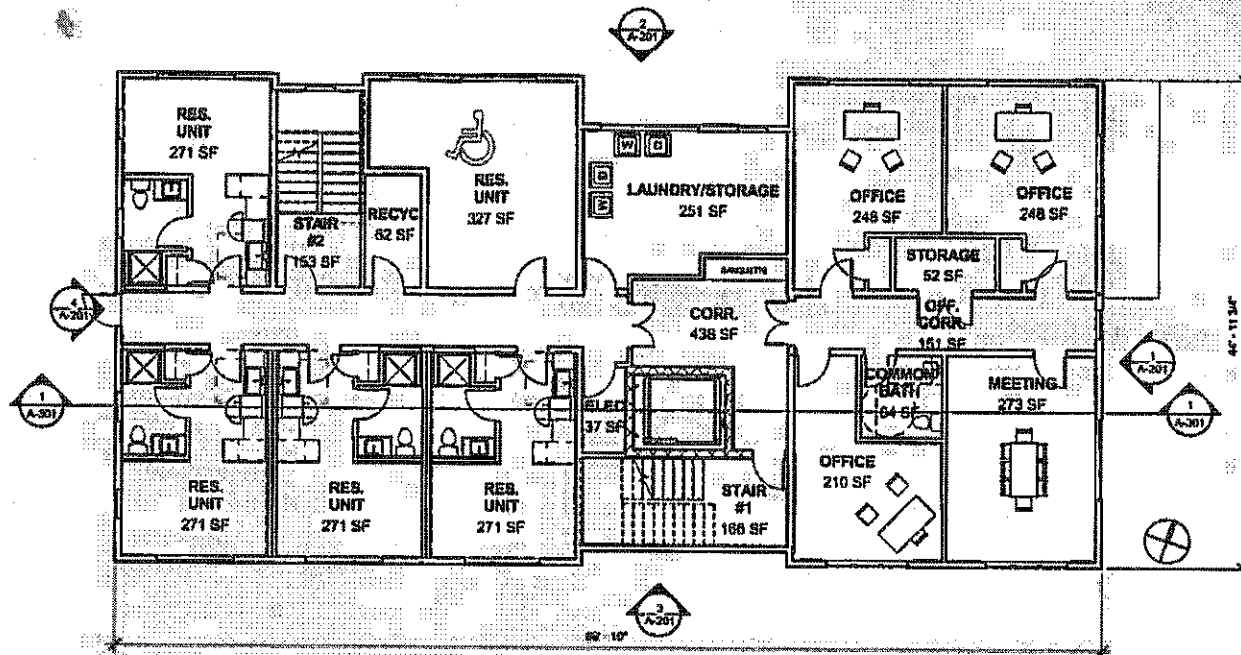 2
A-201
RES.
UNIT
271 SF
STAIR
#2
153 SF
RECYC
62 SF
RES.
UNIT
327 SF
W
D
D
W
LAUNDRY/STORAGE
251 SF
OFFICE
248 SF
OFFICE
248 SF
STORAGE
52 SF
BANQUETTE
CORR.
438 SF
OFF.
CORR.
151 SF
4
A-201
1
A-201
1
A-301
1
A-301
ELEC
37 SF
COMMON
BATH
64 SF
MEETING
273 SF
OFFICE
210 SF
STAIR
#1
166 SF
RES.
UNIT
271 SF
RES.
UNIT
271 SF
RES.
UNIT
271 SF
3
A-201